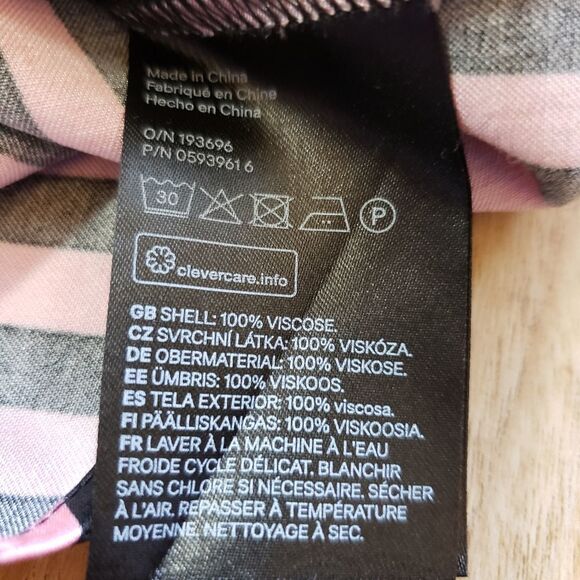 Made in China
Fabriqué en Chine
Hecho en China
O/N 193696
P/N 0593961 6
30
P
clevercare.info
GB SHELL: 100% VISCOSE.
CZ SVRCHNÍ LÁTKA: 100% VISKÓZA.
DE OBERMATERIAL: 100% VISKOSE.
EE ÜMBRIS: 100% VISKOOS.
ES TELA EXTERIOR: 100% viscosa.
FI PÄÄLLISKANGAS: 100% VISKOOSIA.
FR LAVER À LA MACHINE À L'EAU
FROIDE CYCLE DÉLICAT. BLANCHIR
SANS CHLORE SI NÉCESSAIRE. SÉCHER
À L'AIR. REPASSER À TEMPÉRATURE
MOYENNE. NETTOYAGE À SEC.